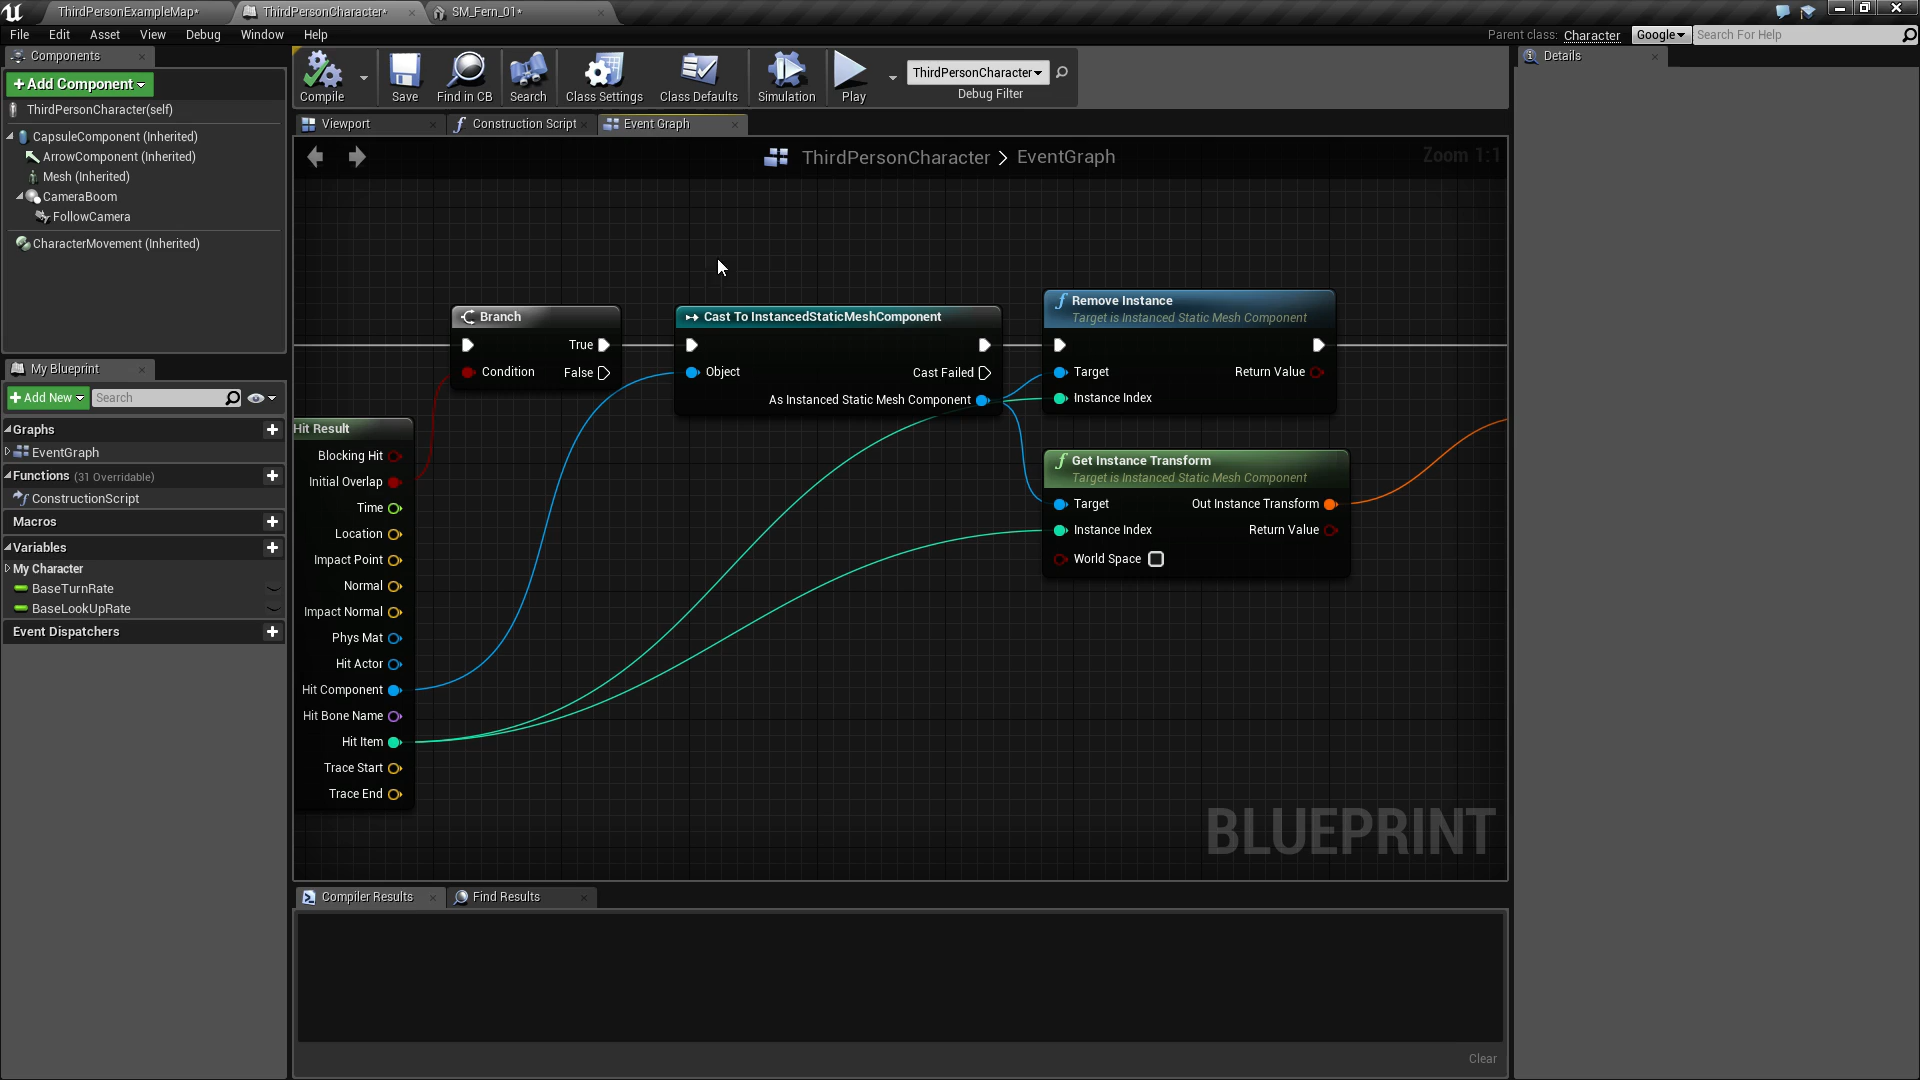 ThirdPersonExampleMap*
ThirdPersonCharacter*
SM_Fern_01*
File Edit Asset View Debug Window Help
Parent class: Character
Google
Search For Help
Components
+Add Component
ThirdPersonCharacter(self)
CapsuleComponent (Inherited)
ArrowComponent (Inherited)
Mesh (Inherited)
CameraBoom
FollowCamera
CharacterMovement (Inherited)
My Blueprint
+Add New
Search
Graphs
EventGraph
Functions (31 Overridable)
ConstructionScript
Macros
Variables
My Character
BaseTurnRate
BaseLookUpRate
Event Dispatchers
Compile
Save
Find in CB
Search
Class Settings
Class Defaults
Simulation
Play
ThirdPersonCharacter
Debug Filter
Viewport
Construction Script
Event Graph
ThirdPersonCharacter > EventGraph
Zoom 1:1
Hit Result
Blocking Hit
Initial Overlap
Time
Location
Impact Point
Normal
Impact Normal
Phys Mat
Hit Actor
Hit Component
Hit Bone Name
Hit Item
Trace Start
Trace End
Branch
True
Condition
False
Cast To InstancedStaticMeshComponent
Object
Cast Failed
As Instanced Static Mesh Component
Remove Instance
Target is Instanced Static Mesh Component
Target
Return Value
Instance Index
Get Instance Transform
Target is Instanced Static Mesh Component
Target
Out Instance Transform
Instance Index
Return Value
World Space
BLUEPRINT
Compiler Results
Find Results
Clear
Details